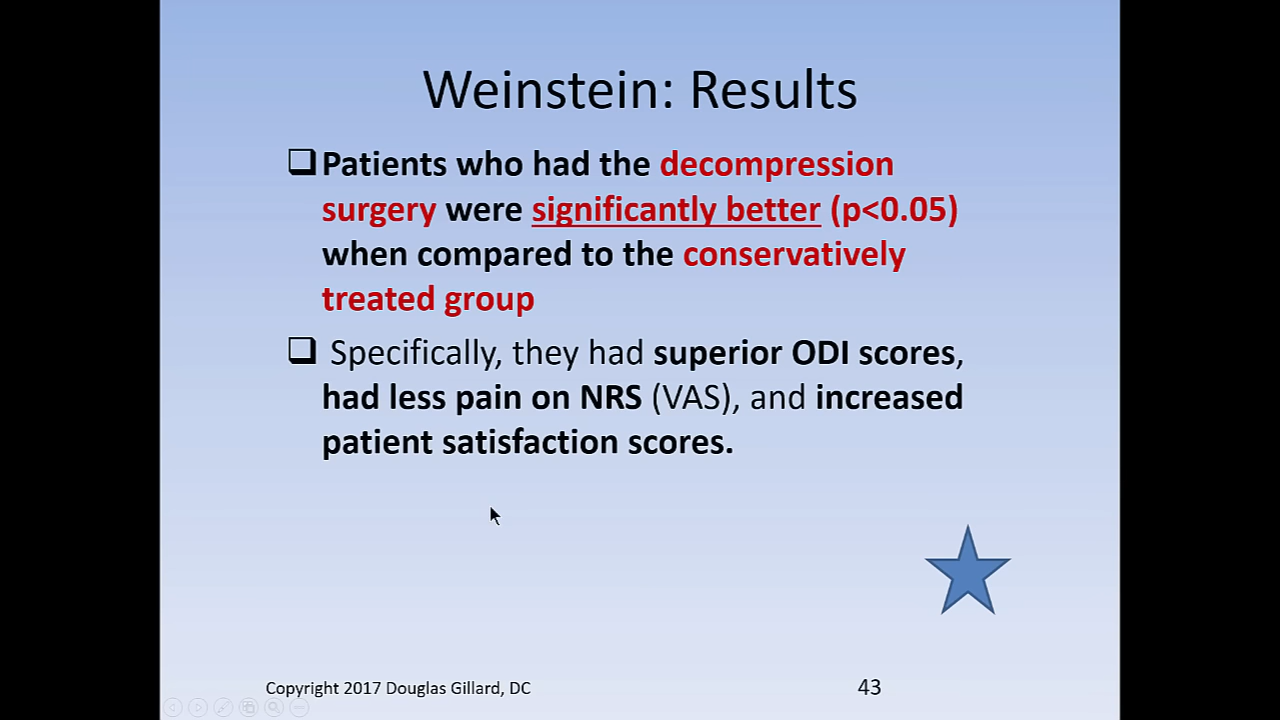 Weinstein: Results
Patients who had the decompression
surgery were significantly better (p<0.05)
when compared to the conservatively
treated group
Specifically, they had superior ODI scores,
had less pain on NRS (VAS), and increased
patient satisfaction scores.
Copyright 2017 Douglas Gillard, DC
43